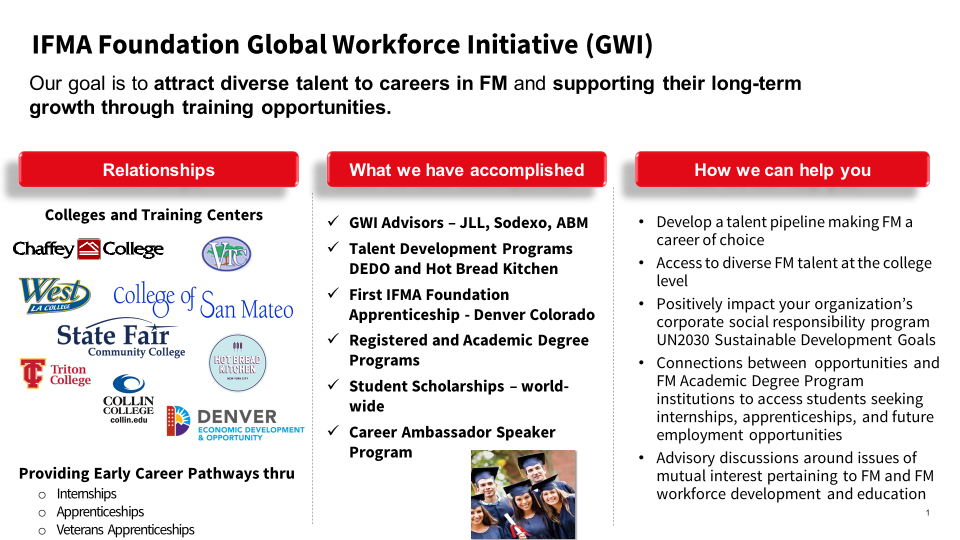 IFMA Foundation Global Workforce Initiative (GWI)
Our goal is to attract diverse talent to careers in FM and supporting their long-term
growth through training opportunities.
Relationships
Colleges and Training Centers
Chaffey College
VTC
West
LA COLLEGE
College of San Mateo
State Fair
Community College
HOT BREAD
KITCHEN
NEW YORK CITY
Triton
College
COLLIN
COLLEGE
collin.edu
DENVER
ECONOMIC DEVELOPMENT
& OPPORTUNITY
Providing Early Career Pathways thru
o Internships
o Apprenticeships
o Veterans Apprenticeships
What we have accomplished
✓ GWI Advisors – JLL, Sodexo, ABM
✓ Talent Development Programs
DEDO and Hot Bread Kitchen
✓ First IFMA Foundation
Apprenticeship - Denver Colorado
✓ Registered and Academic Degree
Programs
✓ Student Scholarships – world-
wide
✓ Career Ambassador Speaker
Program
How we can help you
• Develop a talent pipeline making FM a
career of choice
• Access to diverse FM talent at the college
level
• Positively impact your organization’s
corporate social responsibility program
UN2030 Sustainable Development Goals
• Connections between opportunities and
FM Academic Degree Program
institutions to access students seeking
internships, apprenticeships, and future
employment opportunities
• Advisory discussions around issues of
mutual interest pertaining to FM and FM
workforce development and education
1